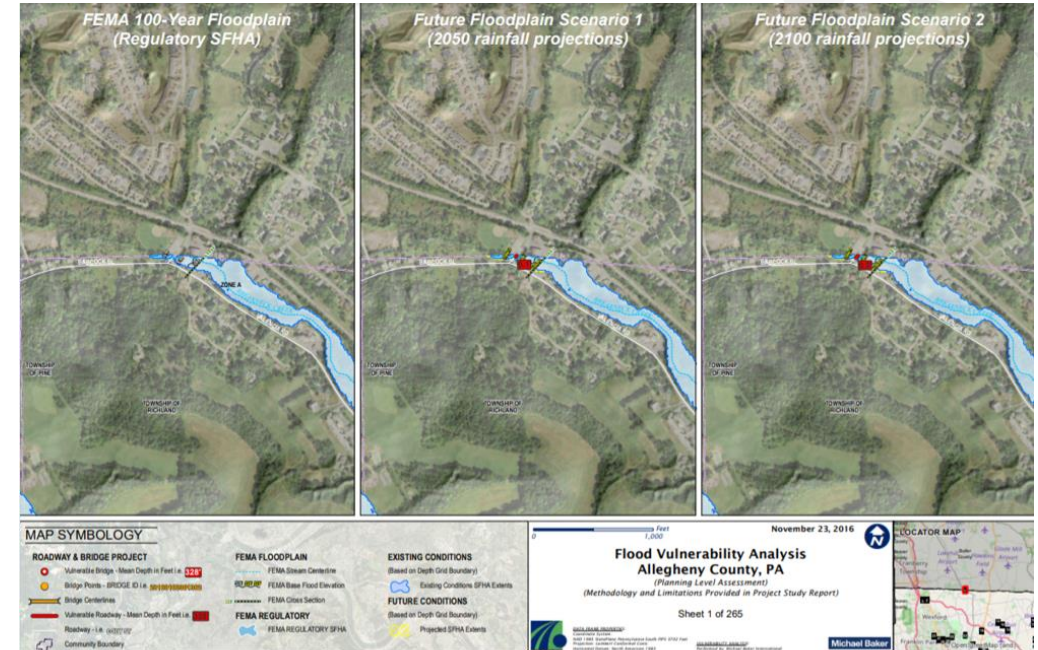 FEMA 100-Year Floodplain
(Regulatory SFHA)
Future Floodplain Scenario 1
(2050 rainfall projections)
Future Floodplain Scenario 2
(2100 rainfall projections)
BABCOCK BL
ZONE A
TOWNSHIP
OF PINE
TOWNSHIP OF
RICHLAND
BABCOCK BL
TOWNSHIP
OF PINE
TOWNSHIP OF
RICHLAND
BABCOCK BL
TOWNSHIP
OF PINE
TOWNSHIP OF
RICHLAND
MAP SYMBOLOGY
ROADWAY & BRIDGE PROJECT
Vulnerable Bridge - Mean Depth in Feet i.e. 328"
Bridge Points - BRIDGE ID i.e.
Bridge Centerlines
Vulnerable Roadway - Mean Depth in Feet i.e.
Roadway - i.e.
Community Boundary
FEMA FLOODPLAIN
FEMA Stream Centerline
FEMA Base Flood Elevation
FEMA Cross Section
FEMA REGULATORY
FEMA REGULATORY SFHA
EXISTING CONDITIONS
(Based on Depth Grid Boundary)
Existing Conditions SFHA Extents
FUTURE CONDITIONS
(Based on Depth Grid Boundary)
Projected SFHA Extents
Feet
0 1,000
November 23, 2016
N
Flood Vulnerability Analysis
Allegheny County, PA
(Planning Level Assessment)
(Methodology and Limitations Provided in Project Study Report)
Sheet 1 of 265
Michael Baker
LOCATOR MAP